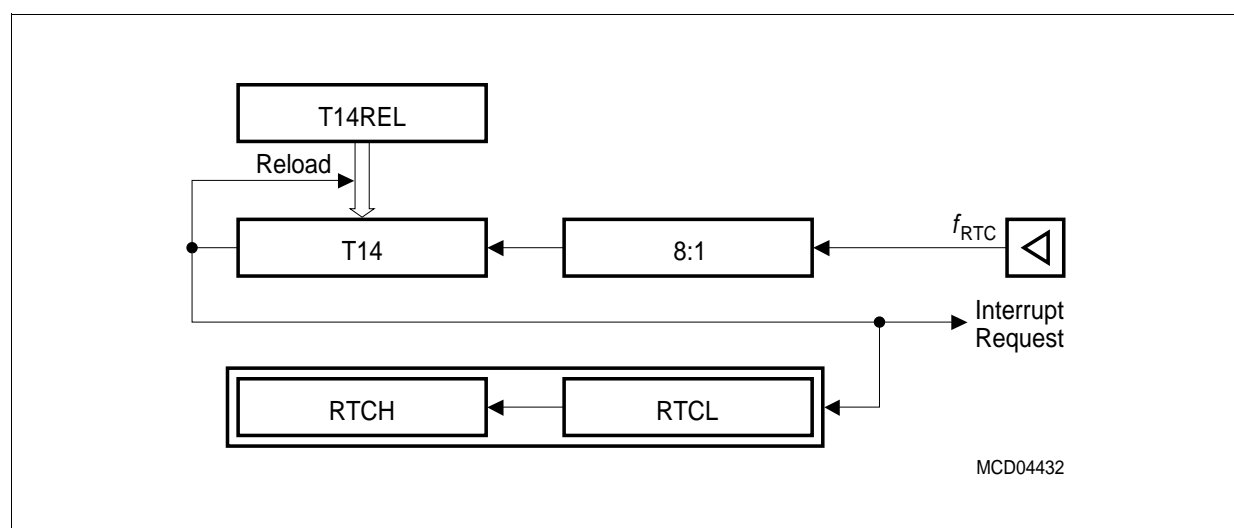 T14REL
Reload
T14
8:1
fRTC
Interrupt
Request
RTCH
RTCL
MCD04432